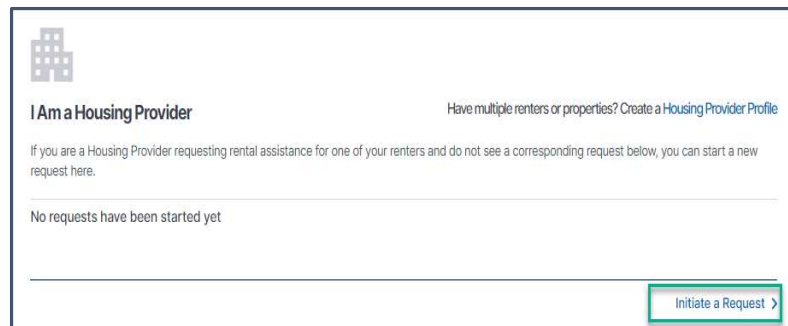 I Am a Housing Provider
Have multiple renters or properties? Create a Housing Provider Profile
If you are a Housing Provider requesting rental assistance for one of your renters and do not see a corresponding request below, you can start a new
request here.
No requests have been started yet
Initiate a Request >